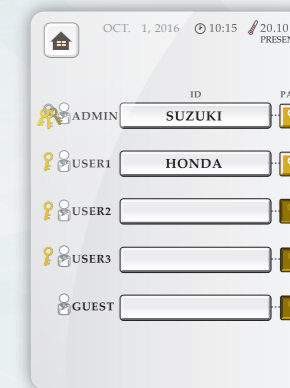 OCT. 1, 2016 10:15 20.10
PRESEN
ID PA
ADMIN SUZUKI
USER1 HONDA
USER2
USER3
GUEST